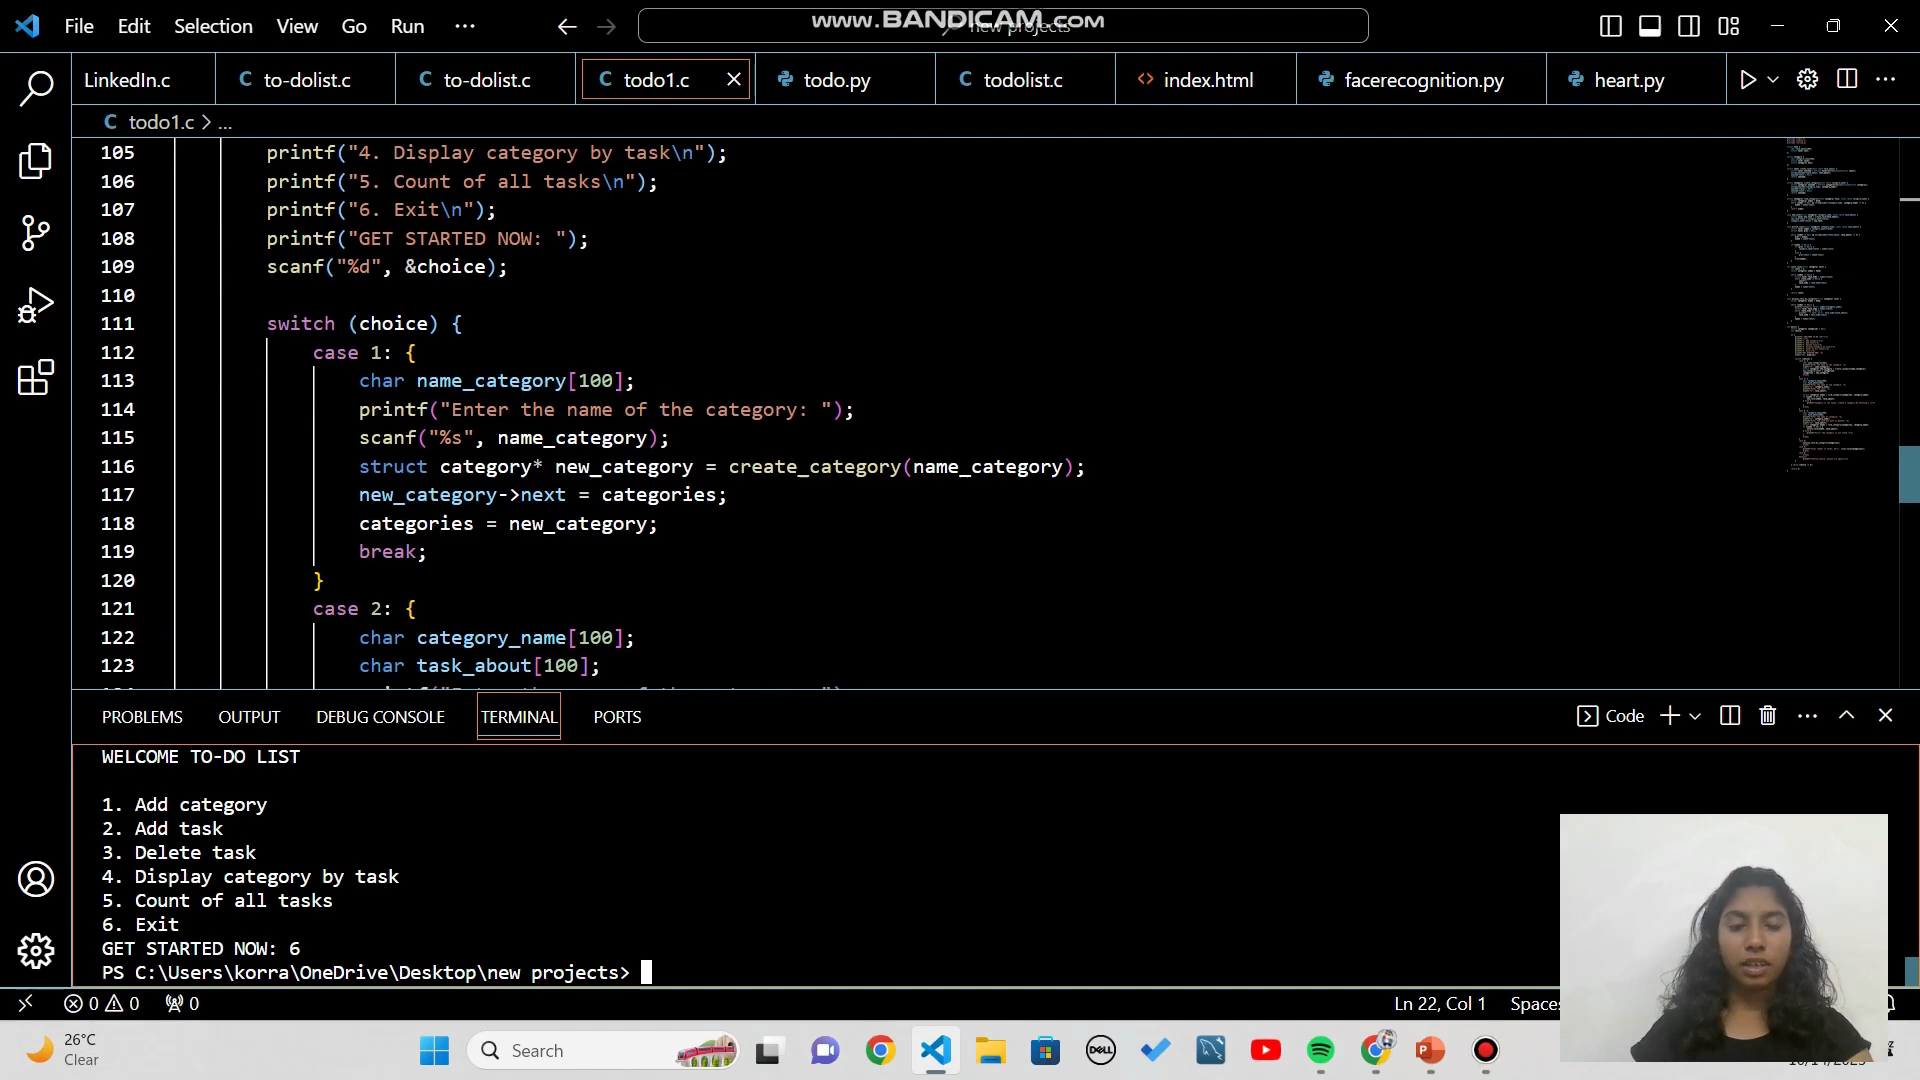 File Edit Selection View Go Run ...
www.BANDICAM.com
new projects
LinkedIn.c
C to-dolist.c
C to-dolist.c
C todo1.c
todo.py
C todolist.c
<> index.html
facerecognition.py
heart.py
C todo1.c > ...
105 printf("4. Display category by task\n");
106 printf("5. Count of all tasks\n");
107 printf("6. Exit\n");
108 printf("GET STARTED NOW: ");
109 scanf("%d", &choice);
110
111 switch (choice) {
112 case 1: {
113 char name_category[100];
114 printf("Enter the name of the category: ");
115 scanf("%s", name_category);
116 struct category* new_category = create_category(name_category);
117 new_category->next = categories;
118 categories = new_category;
119 break;
120 }
121 case 2: {
122 char category_name[100];
123 char task_about[100];
PROBLEMS OUTPUT DEBUG CONSOLE TERMINAL PORTS
Code
WELCOME TO-DO LIST
1. Add category
2. Add task
3. Delete task
4. Display category by task
5. Count of all tasks
6. Exit
GET STARTED NOW: 6
PS C:\Users\korra\OneDrive\Desktop\new projects>
0 0 0
Ln 22, Col 1
26°C
Clear
Search
DELL